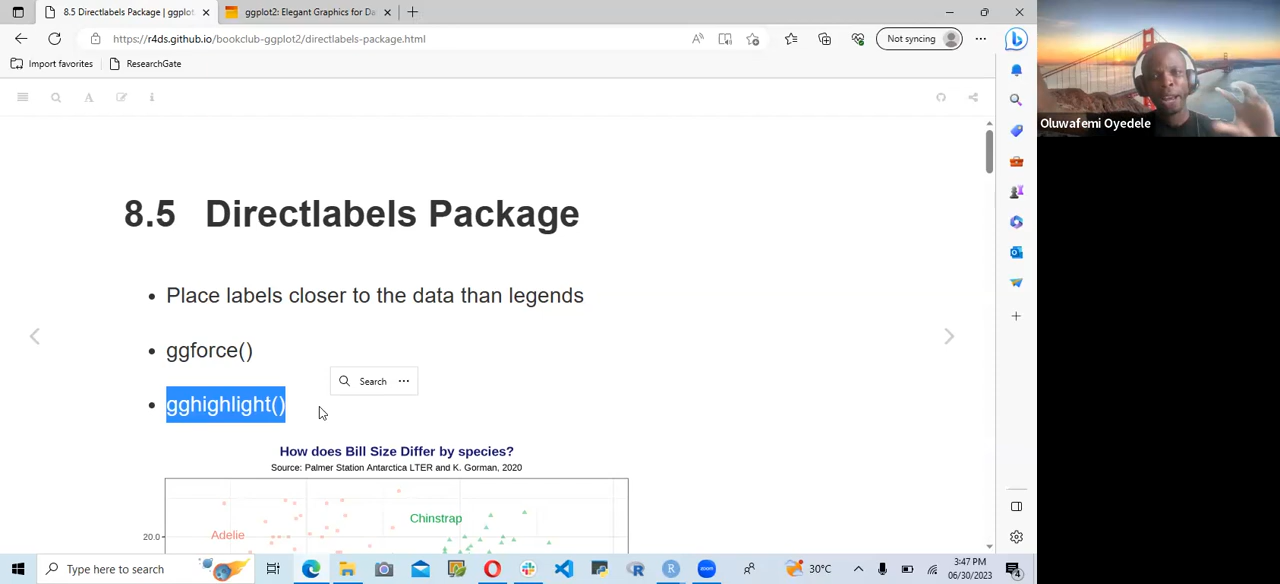 8.5 Directlabels Package | ggplot
ggplot2: Elegant Graphics for Da
https://r4ds.github.io/bookclub-ggplot2/directlabels-package.html
Not syncing
Import favorites
ResearchGate
Oluwafemi Oyedele
8.5 Directlabels Package
• Place labels closer to the data than legends
• ggforce()
Search
• gghighlight()
How does Bill Size Differ by species?
Source: Palmer Station Antarctica LTER and K. Gorman, 2020
Chinstrap
Adelie
20.0
Type here to search
30°C
3:47 PM
06/30/2023
4